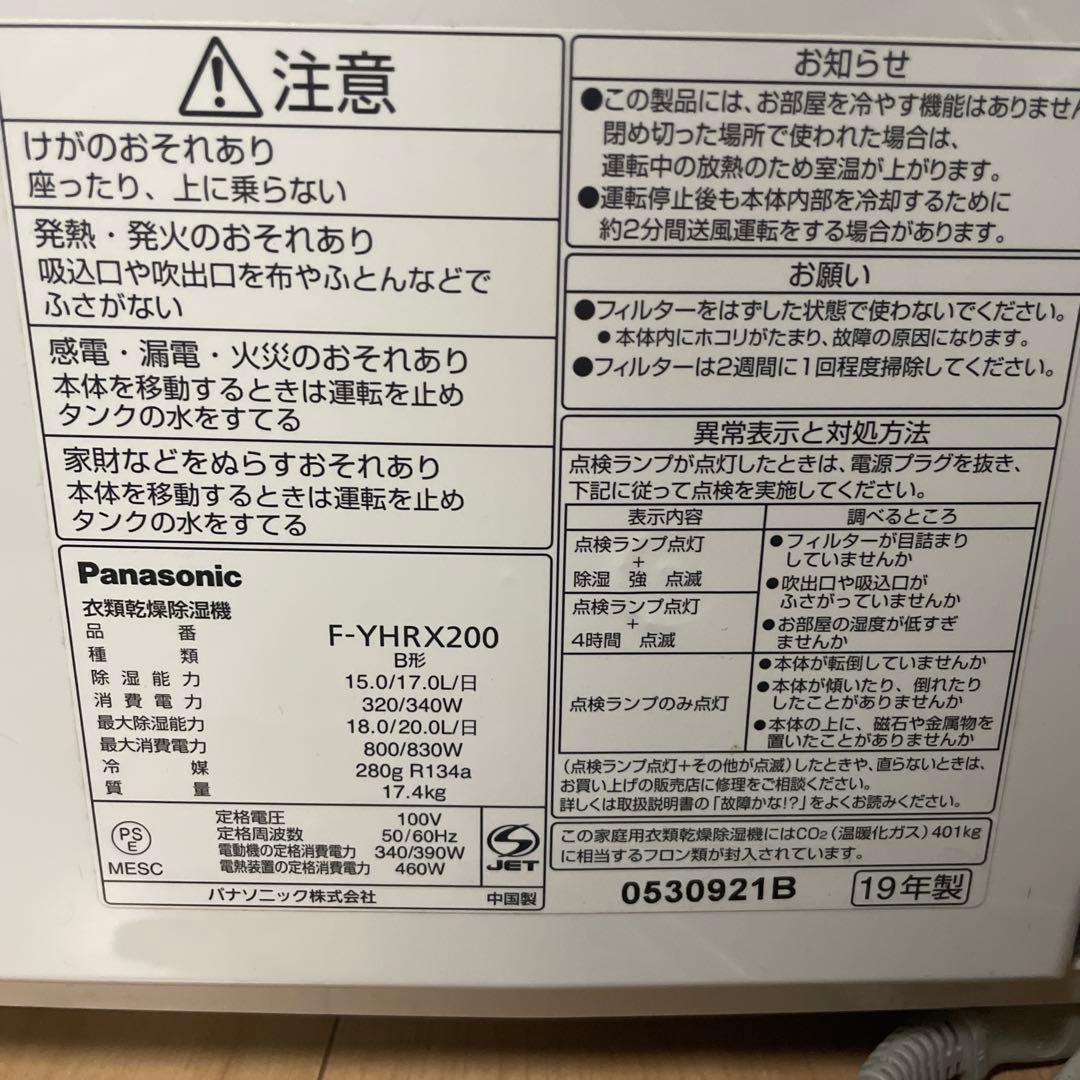 注意
けがのおそれあり
座ったり、上に乗らない
発熱・発火のおそれあり
吸込口や吹出口を布やふとんなどで
ふさがない
感電・漏電・火災のおそれあり
本体を移動するときは運転を止め
タンクの水をすてる
家財などをぬらすおそれあり
本体を移動するときは運転を止め
タンクの水をすてる
Panasonic
衣類乾燥除湿機
品番 F-YHRX200
種類 B形
除湿能力 15.0/17.0L/日
消費電力 320/340W
最大除湿能力 18.0/20.0L/日
最大消費電力 800/830W
冷媒 280g R134a
質量 17.4kg
PS
E
MESC
定格電圧 100V
定格周波数 50/60Hz
電動機の定格消費電力 340/390W
電熱装置の定格消費電力 460W
JET
パナソニック株式会社 中国製
お知らせ
●この製品には、お部屋を冷やす機能はありませ
閉め切った場所で使われた場合は、
運転中の放熱のため室温が上がります。
●運転停止後も本体内部を冷却するために
約2分間送風運転をする場合があります。
お願い
●フィルターをはずした状態で使わないでください。
●本体内にホコリがたまり、故障の原因になります。
●フィルターは2週間に1回程度掃除してください。
異常表示と対処方法
点検ランプが点灯したときは、電源プラグを抜き、
下記に従って点検を実施してください。
表示内容 調べるところ
点検ランプ点灯
+
除湿 強 点滅
点検ランプ点灯
+
4時間 点滅
●フィルターが目詰まり
していませんか
●吹出口や吸込口が
ふさがっていませんか
●お部屋の湿度が低すぎ
ませんか
点検ランプのみ点灯
●本体が転倒していませんか
●本体が傾いたり、倒れたり
したことがありませんか
●本体の上に、磁石や金属物を
置いたことがありませんか
(点検ランプ点灯+その他が点滅)したときや、直らないときは、
お買い上げの販売店に修理をご相談ください。
詳しくは取扱説明書の「故障かな!?」をよくお読みください。
この家庭用衣類乾燥除湿機にはCO2(温暖化ガス)401kg
に相当するフロン類が封入されています。
0530921B 19年製